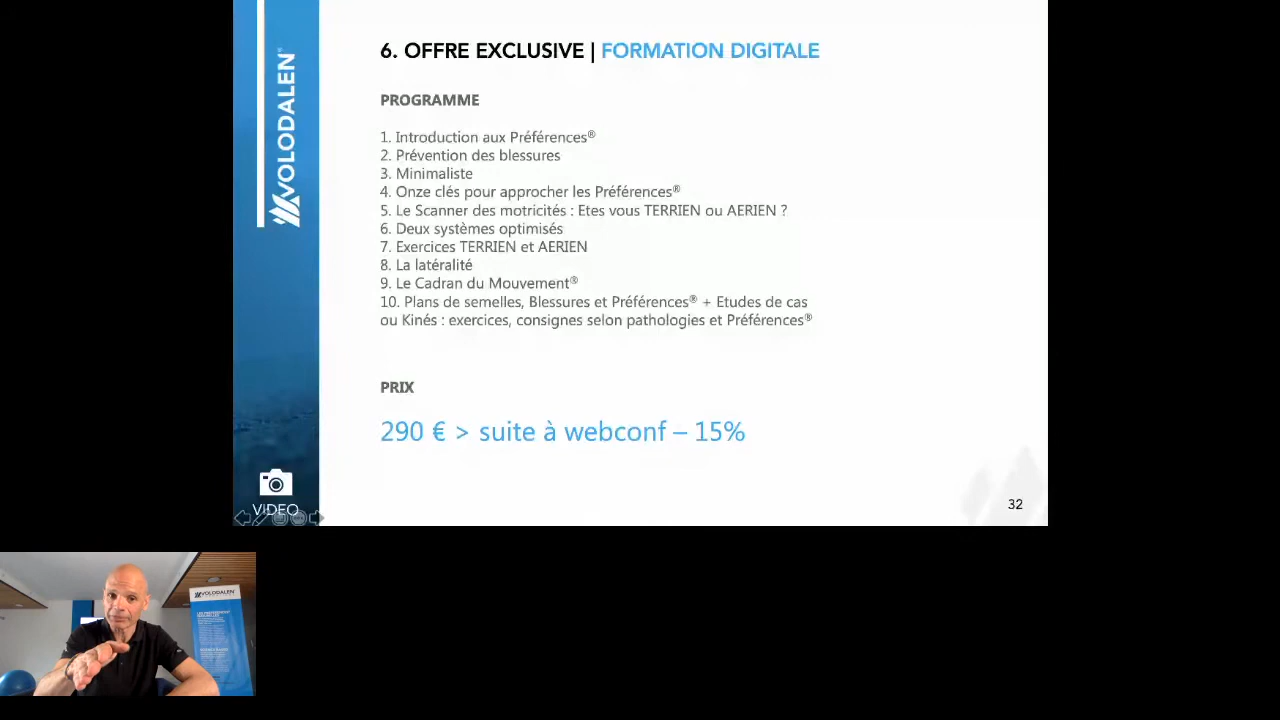 VOLODALEN®
6. OFFRE EXCLUSIVE | FORMATION DIGITALE
PROGRAMME
1. Introduction aux Préférences®
2. Prévention des blessures
3. Minimaliste
4. Onze clés pour approcher les Préférences®
5. Le Scanner des motricités : Etes vous TERRIEN ou AERIEN ?
6. Deux systèmes optimisés
7. Exercices TERRIEN et AERIEN
8. La latéralité
9. Le Cadran du Mouvement®
10. Plans de semelles, Blessures et Préférences® + Etudes de cas
ou Kinés : exercices, consignes selon pathologies et Préférences®
PRIX
290 € > suite à webconf – 15%
VIDEO
32
VOLODALEN